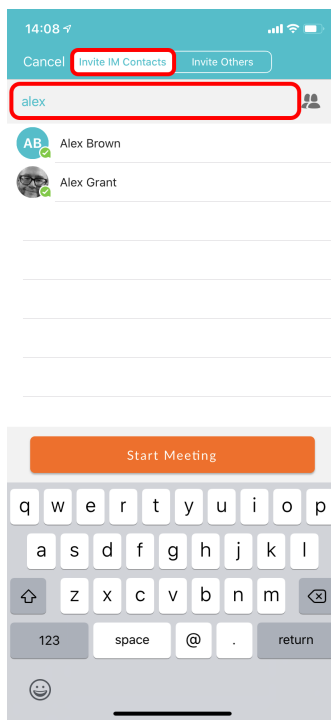 14:08
Cancel Invite IM Contacts Invite Others
alex
AB Alex Brown
Alex Grant
Start Meeting
q w e r t y u i o p
a s d f g h j k l
z x c v b n m
123 space @ . return